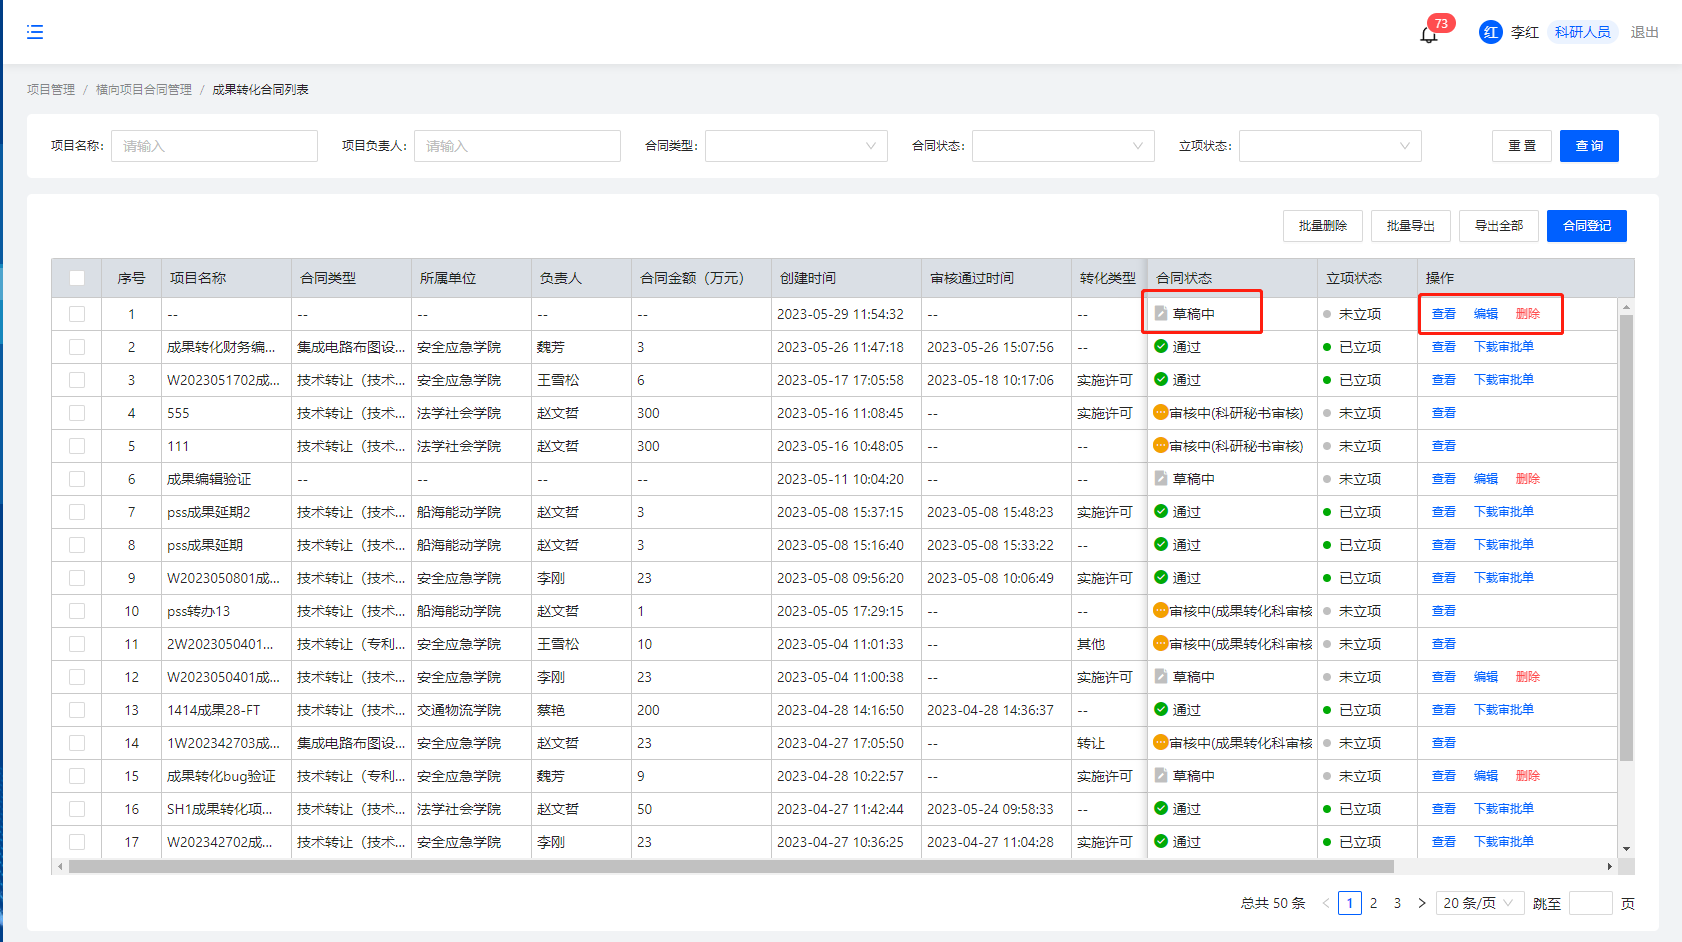 73 红 李红 科研人员 退出
项目管理 / 横向项目合同管理 / 成果转化合同列表
项目名称: 请输入 项目负责人: 请输入 合同类型: 合同状态: 立项状态: 重 置 查 询
批量删除 批量导出 导出全部 合同登记
序号 项目名称 合同类型 所属单位 负责人 合同金额（万元） 创建时间 审核通过时间 转化类型 合同状态 立项状态 操作
1 -- -- -- -- -- 2023-05-29 11:54:32 -- -- 草稿中 未立项 查看 编辑 删除
2 成果转化财务编... 集成电路布图设... 安全应急学院 魏芳 3 2023-05-26 11:47:18 2023-05-26 15:07:56 -- 通过 已立项 查看 下载审批单
3 W2023051702成... 技术转让（技术... 安全应急学院 王雪松 6 2023-05-17 17:05:58 2023-05-18 10:17:06 实施许可 通过 已立项 查看 下载审批单
4 555 技术转让（技术... 法学社会学院 赵文哲 300 2023-05-16 11:08:45 -- 实施许可 审核中(科研秘书审核) 未立项 查看
5 111 技术转让（技术... 法学社会学院 赵文哲 300 2023-05-16 10:48:05 -- -- 审核中(科研秘书审核) 未立项 查看
6 成果编辑验证 -- -- -- -- 2023-05-11 10:04:20 -- -- 草稿中 未立项 查看 编辑 删除
7 pss成果延期2 技术转让（技术... 船海能动学院 赵文哲 3 2023-05-08 15:37:15 2023-05-08 15:48:23 实施许可 通过 已立项 查看 下载审批单
8 pss成果延期 技术转让（技术... 船海能动学院 赵文哲 3 2023-05-08 15:16:40 2023-05-08 15:33:22 -- 通过 已立项 查看 下载审批单
9 W2023050801成... 技术转让（技术... 安全应急学院 李刚 23 2023-05-08 09:56:20 2023-05-08 10:06:49 实施许可 通过 已立项 查看 下载审批单
10 pss转办13 技术转让（技术... 船海能动学院 赵文哲 1 2023-05-05 17:29:15 -- -- 审核中(成果转化科审核 未立项 查看
11 2W2023050401... 技术转让（专利... 安全应急学院 王雪松 10 2023-05-04 11:01:33 -- 其他 审核中(成果转化科审核 未立项 查看
12 W2023050401成... 技术转让（技术... 安全应急学院 李刚 23 2023-05-04 11:00:38 -- 实施许可 草稿中 未立项 查看 编辑 删除
13 1414成果28-FT 技术转让（技术... 交通物流学院 蔡艳 200 2023-04-28 14:16:50 2023-04-28 14:36:37 -- 通过 已立项 查看 下载审批单
14 1W202342703成... 集成电路布图设... 安全应急学院 赵文哲 23 2023-04-27 17:05:50 -- 转让 审核中(成果转化科审核 未立项 查看
15 成果转化bug验证 技术转让（专利... 安全应急学院 魏芳 9 2023-04-28 10:22:57 -- 实施许可 草稿中 未立项 查看 编辑 删除
16 SH1成果转化项... 技术转让（技术... 法学社会学院 赵文哲 50 2023-04-27 11:42:44 2023-05-24 09:58:33 -- 通过 已立项 查看 下载审批单
17 W202342702成... 技术转让（技术... 安全应急学院 李刚 23 2023-04-27 10:36:25 2023-04-27 11:04:28 实施许可 通过 已立项 查看 下载审批单
总共 50 条 < 1 2 3 > 20 条/页 跳至 页